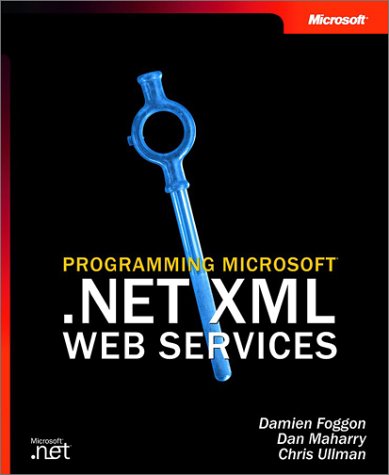 Microsoft®
PROGRAMMING MICROSOFT®
.NET XML
WEB SERVICES
Damien Foggon
Dan Maharry
Chris Ullman
Microsoft®
.net